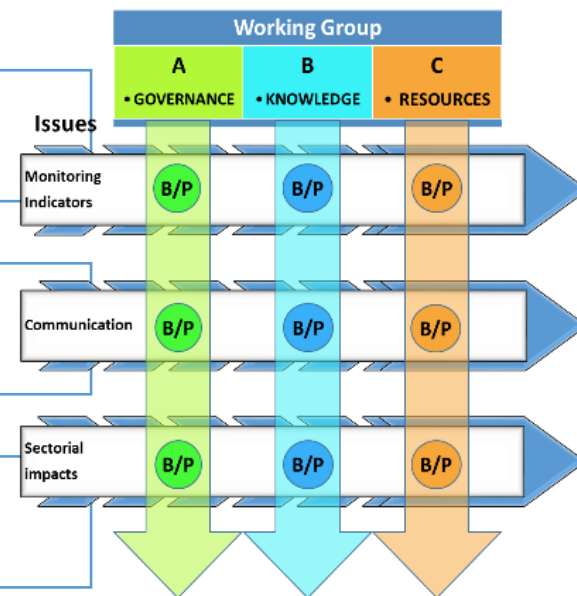 Working Group
A
B
C
• GOVERNANCE
• KNOWLEDGE
• RESOURCES
Issues
Monitoring
Indicators
B/P
B/P
B/P
Communication
B/P
B/P
B/P
Sectorial
impacts
B/P
B/P
B/P